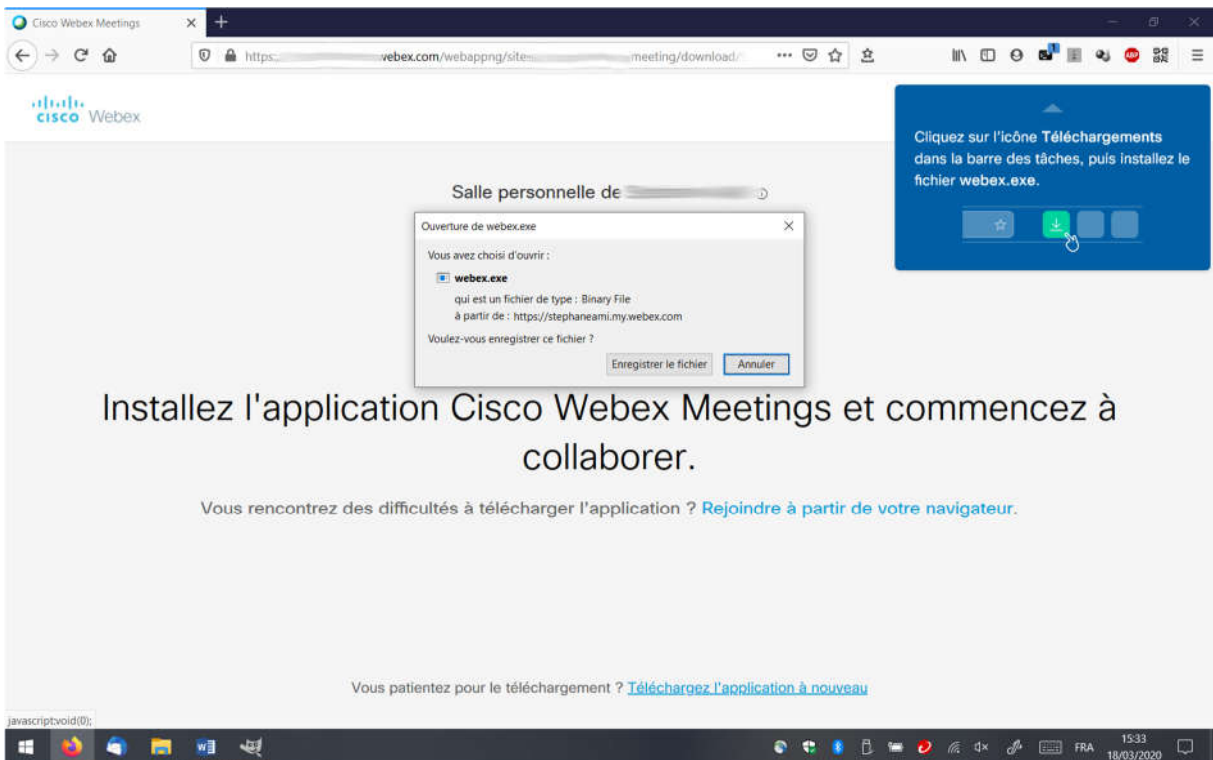 Cisco Webex Meetings
https: webex.com/webappng/site meeting/download/
1
ABP
cisco Webex
Cliquez sur l'icône Téléchargements
dans la barre des tâches, puis installez le
fichier webex.exe.
Salle personnelle de
Ouverture de webex.exe
Vous avez choisi d'ouvrir :
webex.exe
qui est un fichier de type : Binary File
à partir de : https://stephaneami.my.webex.com
Voulez-vous enregistrer ce fichier ?
Enregistrer le fichier Annuler
Installez l'application Cisco Webex Meetings et commencez à
collaborer.
Vous rencontrez des difficultés à télécharger l'application ? Rejoindre à partir de votre navigateur.
Vous patientez pour le téléchargement ? Téléchargez l'application à nouveau
javascript:void(0);
FRA
15:33
18/03/2020